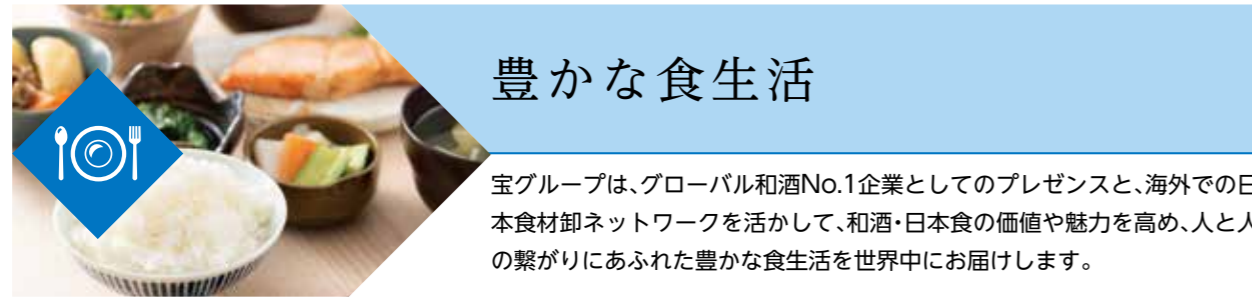 豊かな食生活
宝グループは、グローバル和酒No.1企業としてのプレゼンスと、海外での日
本食材卸ネットワークを活かして、和酒・日本食の価値や魅力を高め、人と人
の繋がりにあふれた豊かな食生活を世界中にお届けします。